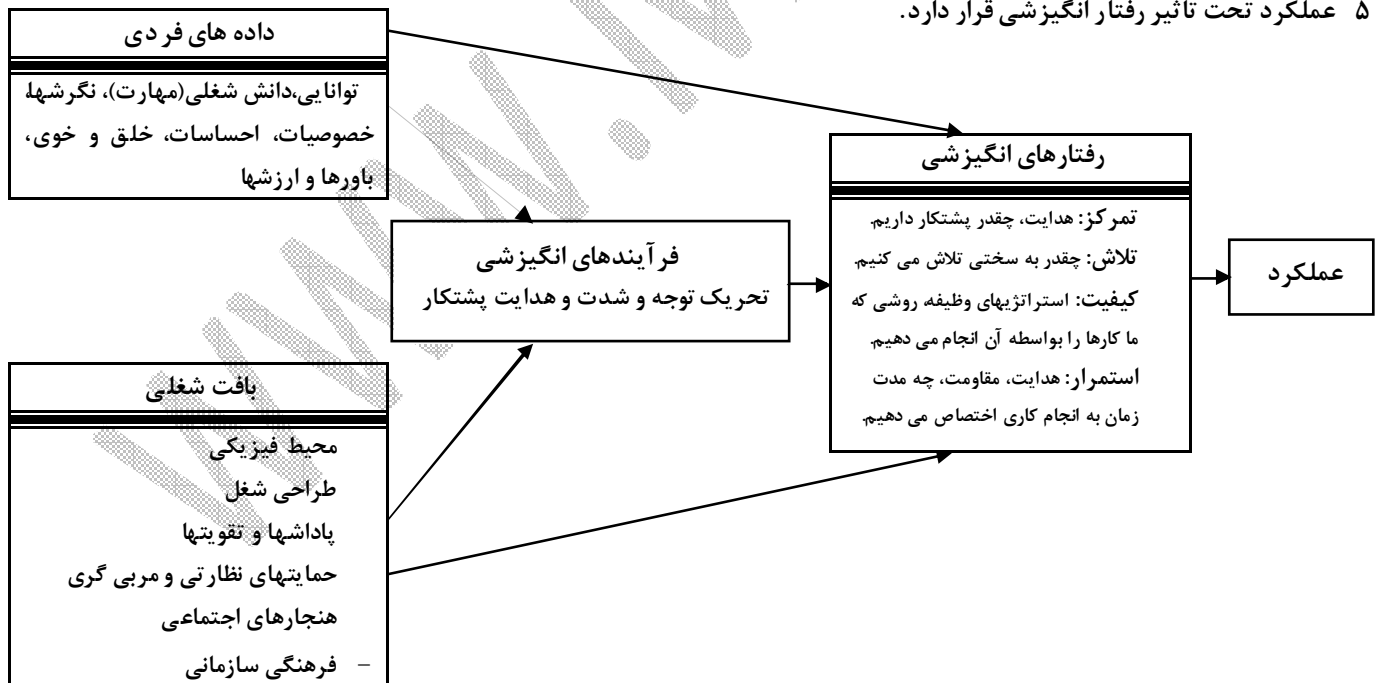 ۵ عملکرد تحت تاثیر رفتار انگیزشی قرار دارد.
داده های فردی
توانایی،دانش شغلی(مهارت)، نگرشها،
خصوصیات، احساسات، خلق و خوی،
باورها و ارزشها
رفتارهای انگیزشی
تمرکز: هدایت، چقدر پشتکار داریم.
تلاش: چقدر به سختی تلاش می کنیم.
کیفیت: استراتژیهای وظیفه، روشی که
ما کارها را بواسطه آن انجام می دهیم.
استمرار: هدایت، مقاومت، چه مدت
زمان به انجام کاری اختصاص می دهیم.
فرآیندهای انگیزشی
تحریک توجه و شدت و هدایت پشتکار
عملکرد
بافت شغلی
محیط فیزیکی
طراحی شغل
پاداشها و تقویتها
حمایتهای نظارتی و مربی گری
هنجارهای اجتماعی
– فرهنگی سازمانی